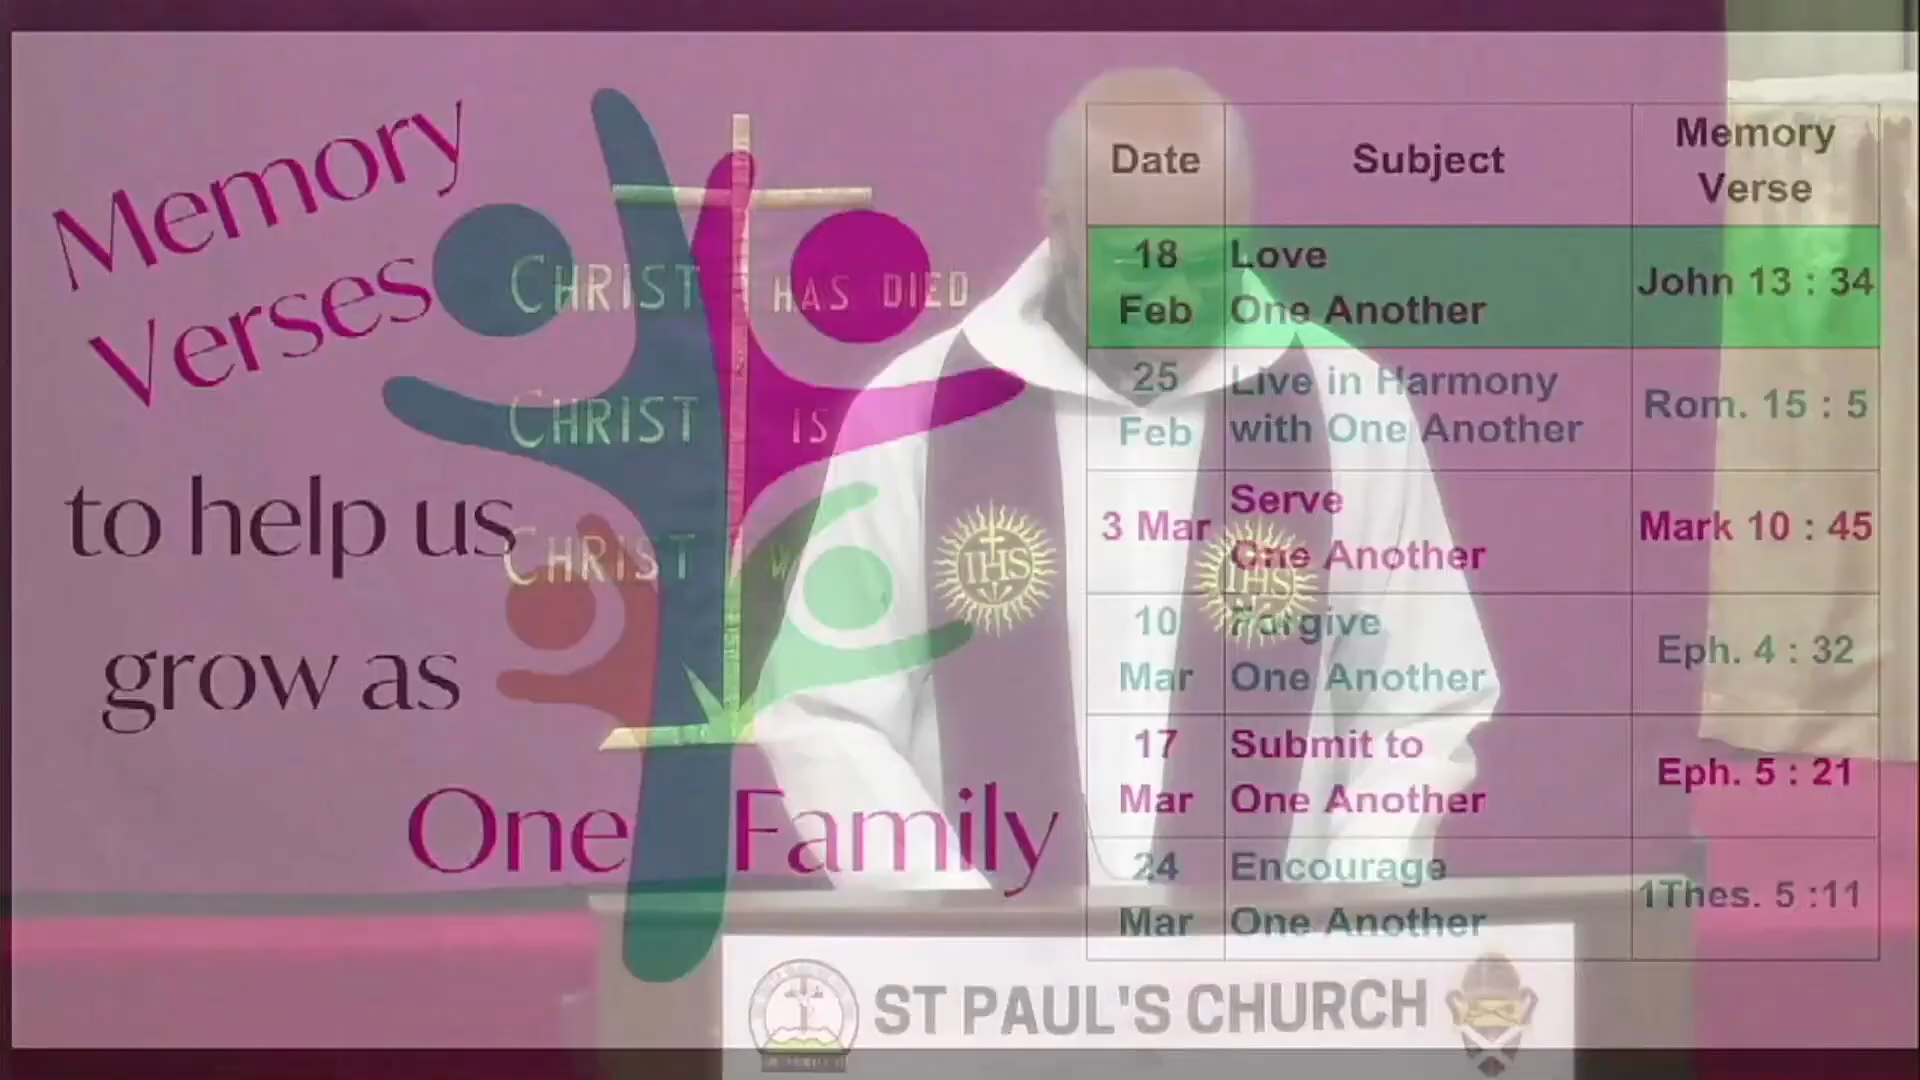 Memory
Verses
to help us
grow as
One Family
CHRIST HAS DIED
CHRIST IS
CHRIST
Date Subject Memory Verse
18 Feb Love One Another John 13 : 34
25 Feb Live in Harmony with One Another Rom. 15 : 5
3 Mar Serve One Another Mark 10 : 45
10 Mar Forgive One Another Eph. 4 : 32
17 Mar Submit to One Another Eph. 5 : 21
24 Mar Encourage One Another 1Thes. 5 :11
IHS
IHS
ST PAUL'S CHURCH